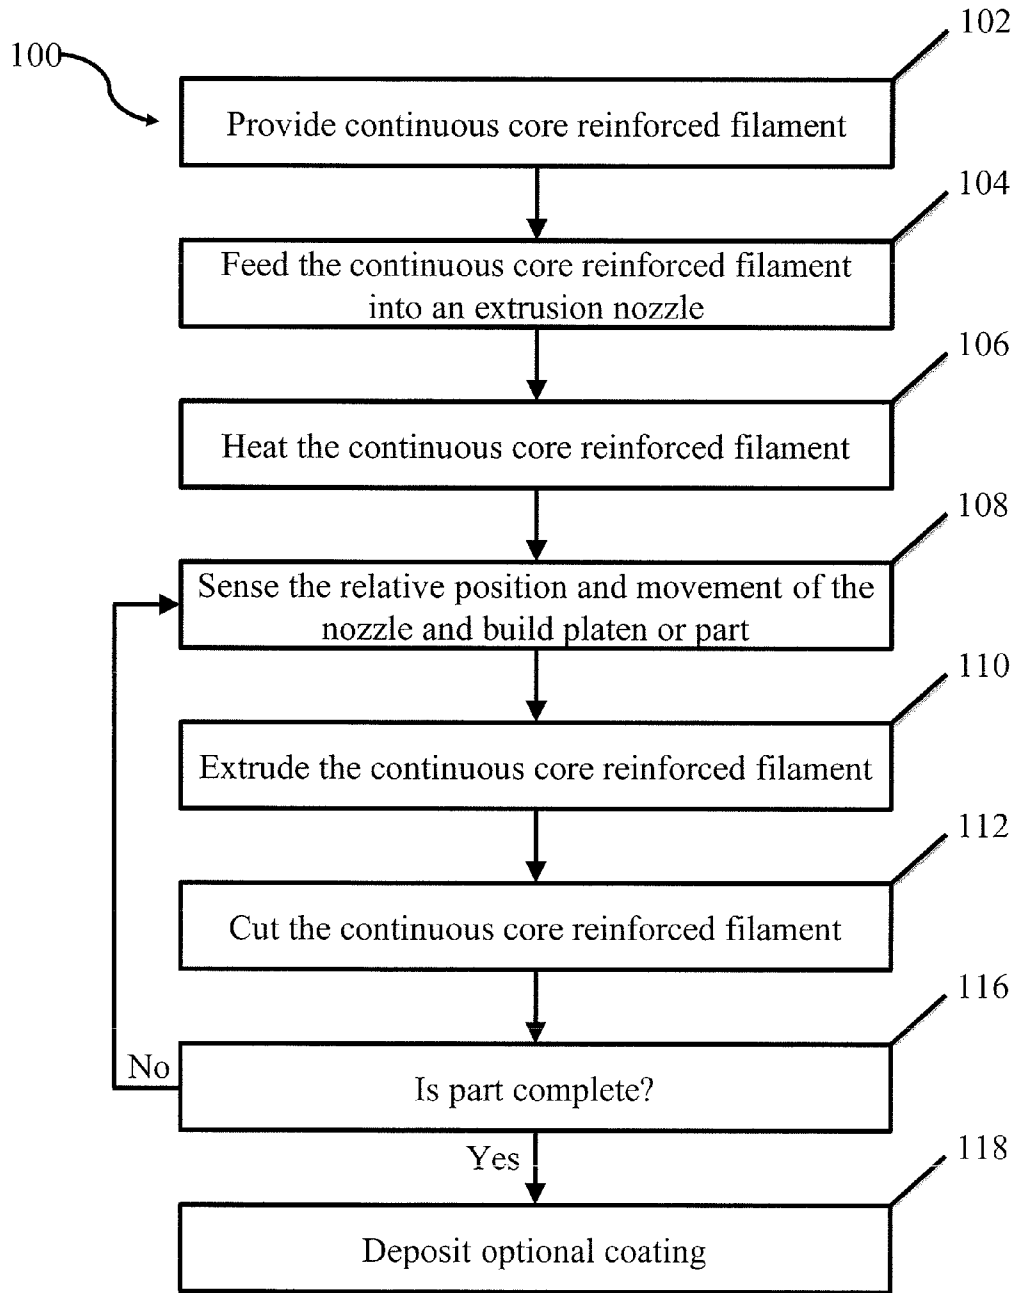 100
102
Provide continuous core reinforced filament
104
Feed the continuous core reinforced filament
into an extrusion nozzle
106
Heat the continuous core reinforced filament
108
Sense the relative position and movement of the
nozzle and build platen or part
110
Extrude the continuous core reinforced filament
112
Cut the continuous core reinforced filament
116
No
Is part complete?
Yes
118
Deposit optional coating